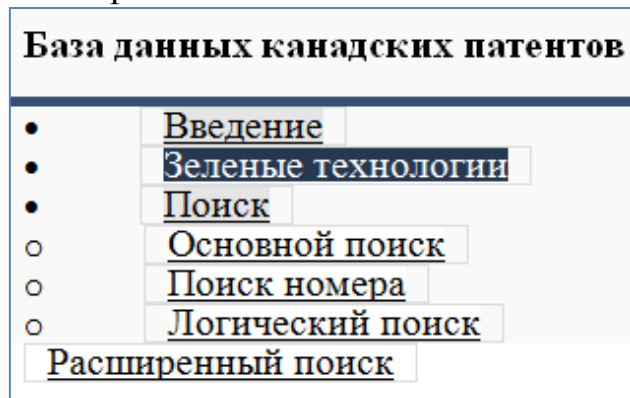 База данных канадских патентов
• Введение
• Зеленые технологии
• Поиск
o Основной поиск
o Поиск номера
o Логический поиск
Расширенный поиск